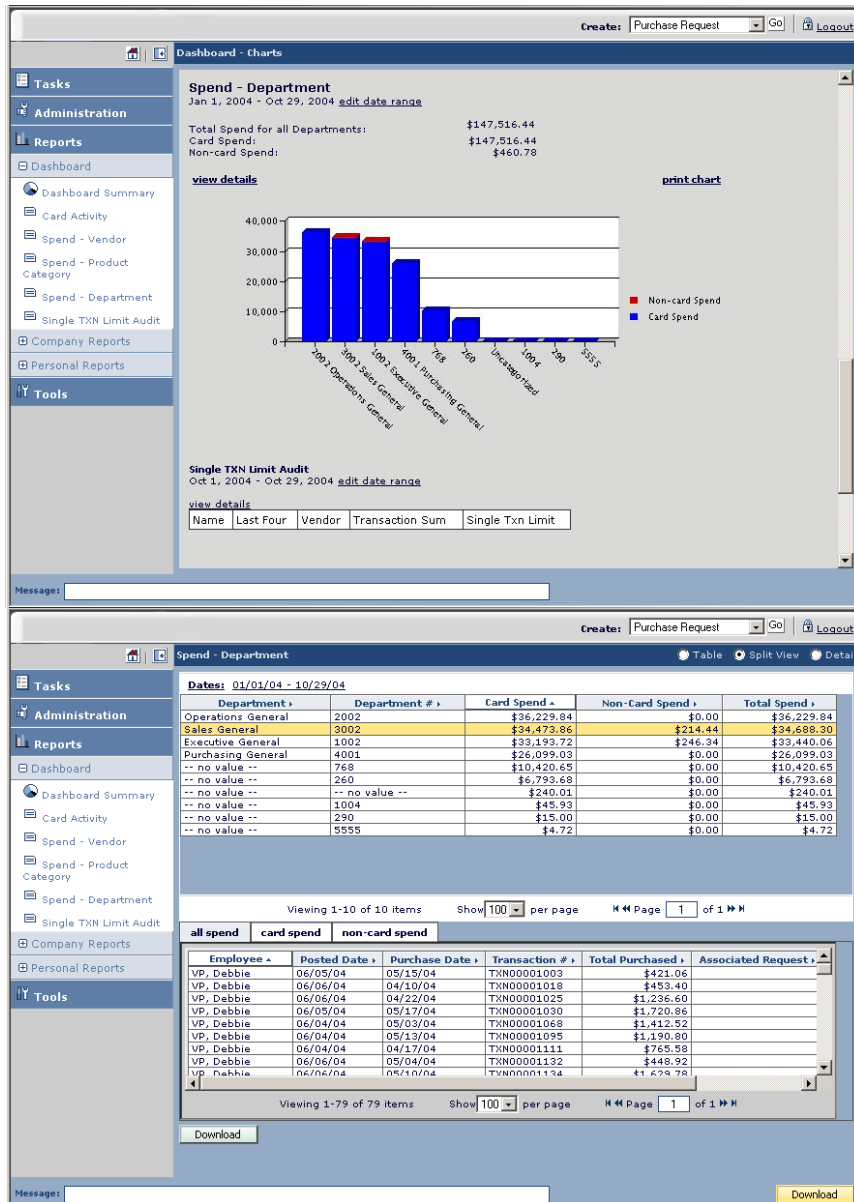 Create: Purchase Request Go Logout
Dashboard - Charts
Tasks
Administration
Reports
Dashboard
Dashboard Summary
Card Activity
Spend - Vendor
Spend - Product
Category
Spend - Department
Single TXN Limit Audit
Company Reports
Personal Reports
Tools
Spend - Department
Jan 1, 2004 - Oct 29, 2004 edit date range
Total Spend for all Departments: $147,516.44
Card Spend: $147,516.44
Non-card Spend: $460.78
view details print chart
40,000
30,000
20,000
10,000
0
2002 Operations General
3002 Sales General
1002 Executive General
4001 Purchasing General
768
260
Uncategorized
1004
290
5555
Non-card Spend
Card Spend
Single TXN Limit Audit
Oct 1, 2004 - Oct 29, 2004 edit date range
view details
Name Last Four Vendor Transaction Sum Single Txn Limit
Message:
Create: Purchase Request Go Logout
Spend - Department Table Split View Detai
Tasks
Administration
Reports
Dashboard
Dashboard Summary
Card Activity
Spend - Vendor
Spend - Product
Category
Spend - Department
Single TXN Limit Audit
Company Reports
Personal Reports
Tools
Dates: 01/01/04 - 10/29/04
Department Department # Card Spend Non-Card Spend Total Spend
Operations General 2002 $36,229.84 $0.00 $36,229.84
Sales General 3002 $34,473.86 $214.44 $34,688.30
Executive General 1002 $33,193.72 $246.34 $33,440.06
Purchasing General 4001 $26,099.03 $0.00 $26,099.03
-- no value -- 768 $10,420.65 $0.00 $10,420.65
-- no value -- 260 $6,793.68 $0.00 $6,793.68
-- no value -- -- no value -- $240.01 $0.00 $240.01
-- no value -- 1004 $45.93 $0.00 $45.93
-- no value -- 290 $15.00 $0.00 $15.00
-- no value -- 5555 $4.72 $0.00 $4.72
Viewing 1-10 of 10 items Show 100 per page Page 1 of 1
all spend card spend non-card spend
Employee Posted Date Purchase Date Transaction # Total Purchased Associated Request
VP, Debbie 06/05/04 05/15/04 TXN00001003 $421.06
VP, Debbie 06/06/04 04/10/04 TXN00001018 $453.40
VP, Debbie 06/06/04 04/22/04 TXN00001025 $1,236.60
VP, Debbie 06/05/04 05/17/04 TXN00001030 $1,720.86
VP, Debbie 06/04/04 05/03/04 TXN00001068 $1,412.52
VP, Debbie 06/04/04 05/13/04 TXN00001095 $1,190.80
VP, Debbie 06/04/04 04/17/04 TXN00001111 $765.58
VP, Debbie 06/06/04 05/04/04 TXN00001132 $448.92
VP, Debbie 06/06/04 05/10/04 TXN00001134 $1,629.78
Viewing 1-79 of 79 items Show 100 per page Page 1 of 1
Download
Message:
Download